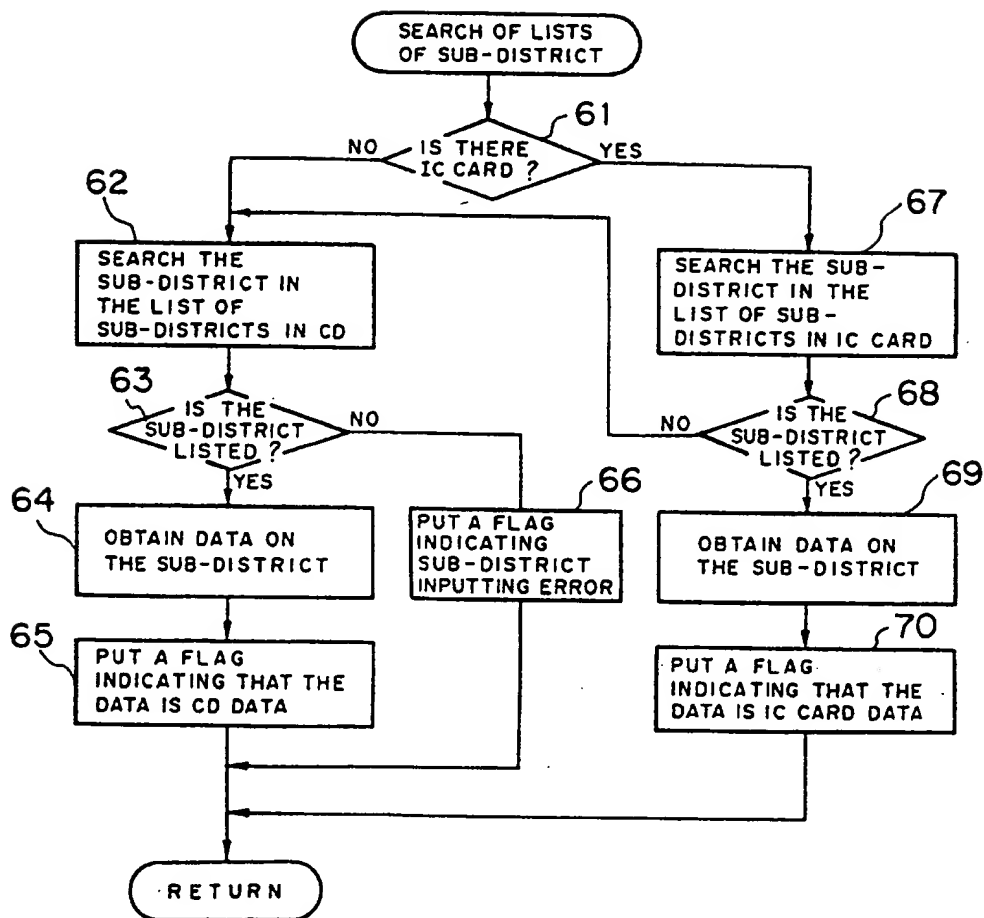 SEARCH OF LISTS
OF SUB-DISTRICT
61
NO
IS THERE
IC CARD ?
YES
62
SEARCH THE
SUB-DISTRICT IN
THE LIST OF
SUB-DISTRICTS IN CD
67
SEARCH THE SUB-
DISTRICT IN THE
LIST OF SUB-
DISTRICTS IN IC CARD
63
IS THE
SUB-DISTRICT
LISTED ?
NO
YES
68
NO
IS THE
SUB-DISTRICT
LISTED ?
YES
64
OBTAIN DATA ON
THE SUB-DISTRICT
66
PUT A FLAG
INDICATING
SUB-DISTRICT
INPUTTING ERROR
69
OBTAIN DATA ON
THE SUB-DISTRICT
65
PUT A FLAG
INDICATING THAT THE
DATA IS CD DATA
70
PUT A FLAG
INDICATING THAT THE
DATA IS IC CARD DATA
RETURN